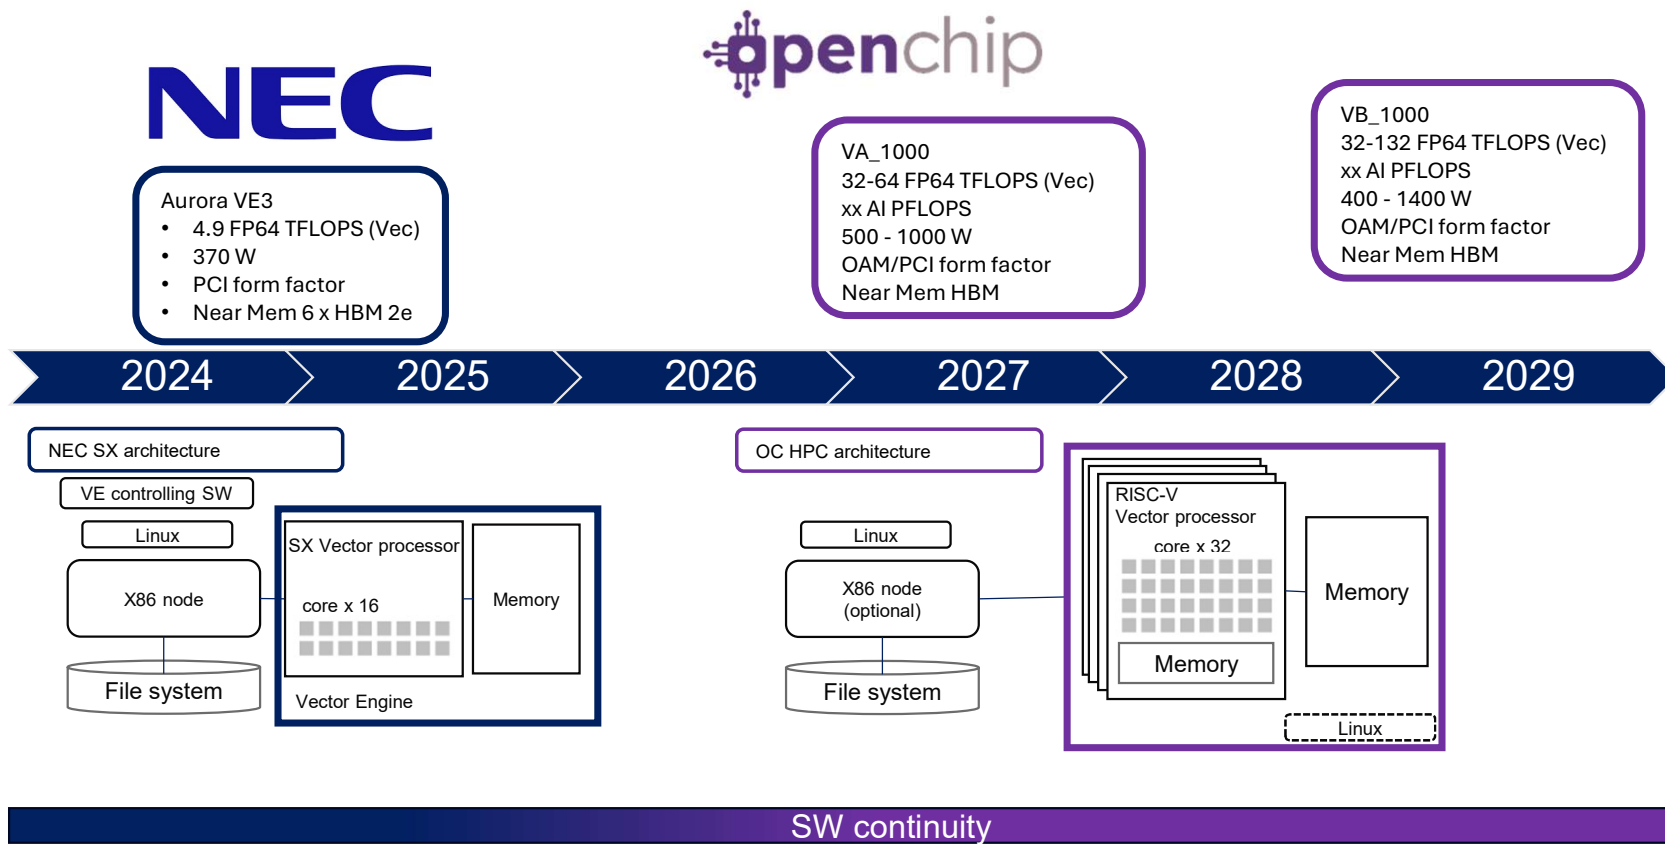 NEC
openchip
Aurora VE3
• 4.9 FP64 TFLOPS (Vec)
• 370 W
• PCI form factor
• Near Mem 6 x HBM 2e
VA_1000
32-64 FP64 TFLOPS (Vec)
xx AI PFLOPS
500 - 1000 W
OAM/PCI form factor
Near Mem HBM
VB_1000
32-132 FP64 TFLOPS (Vec)
xx AI PFLOPS
400 - 1400 W
OAM/PCI form factor
Near Mem HBM
2024
2025
2026
2027
2028
2029
NEC SX architecture
VE controlling SW
Linux
X86 node
File system
SX Vector processor
core x 16
Memory
Vector Engine
OC HPC architecture
Linux
X86 node
(optional)
File system
RISC-V
Vector processor
core x 32
Memory
Memory
Linux
SW continuity